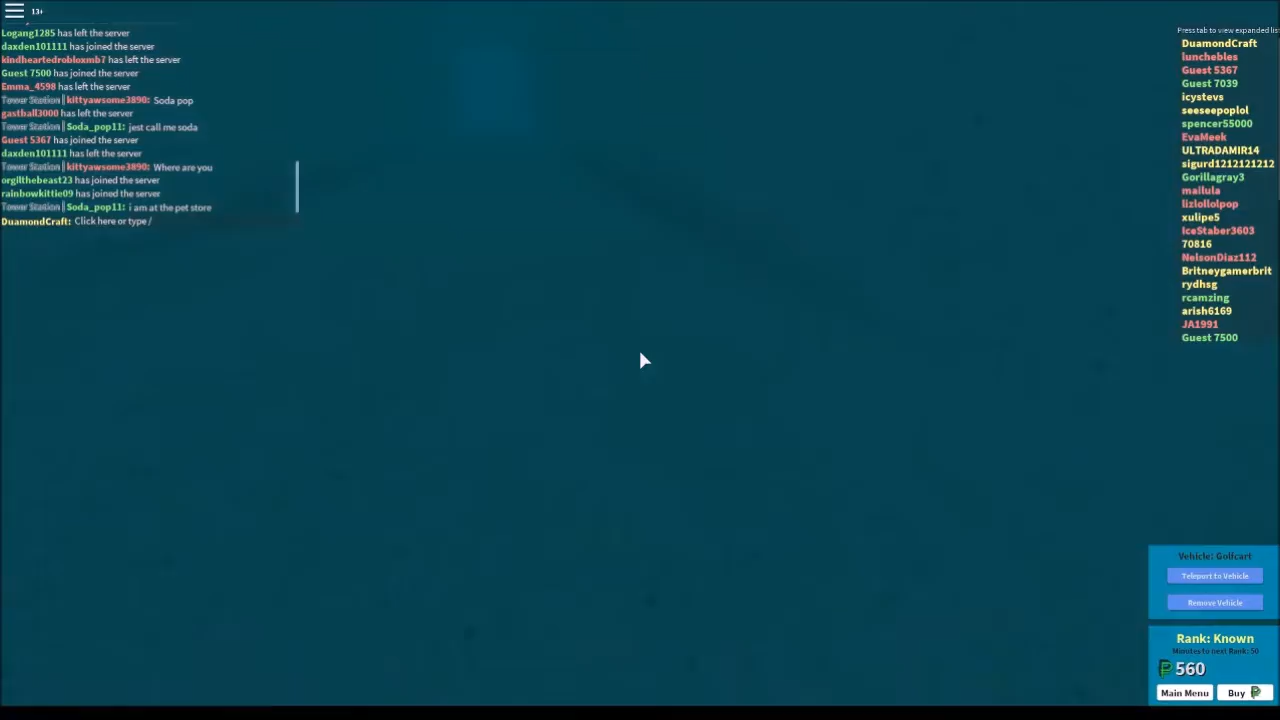 13+
Logang1285 has left the server
daxden101111 has joined the server
kindheartedrobloxmb7 has left the server
Guest 7500 has joined the server
Emma_4598 has left the server
Tower Station | kittyawsome3890: Soda pop
gastball3000 has left the server
Tower Station | Soda_pop11: jest call me soda
Guest 5367 has joined the server
daxden101111 has left the server
Tower Station | kittyawsome3890: Where are you
orgilthebeast23 has joined the server
rainbowkittie09 has joined the server
Tower Station | Soda_pop11: i am at the pet store
DuamondCraft: Click here or type /
Press tab to view expanded lis
DuamondCraft
lunchebles
Guest 5367
Guest 7039
icystevs
seeseepoplol
spencer55000
EvaMeek
ULTRADAMIR14
sigurd1212121212
Gorillagray3
mailula
lizlollolpop
xulipe5
IceStaber3603
70816
NelsonDiaz112
Britneygamerbrit
rydhsg
rcamzing
arish6169
JA1991
Guest 7500
Vehicle: Golfcart
Teleport to Vehicle
Remove Vehicle
Rank: Known
Minutes to next Rank: 50
560
Main Menu
Buy